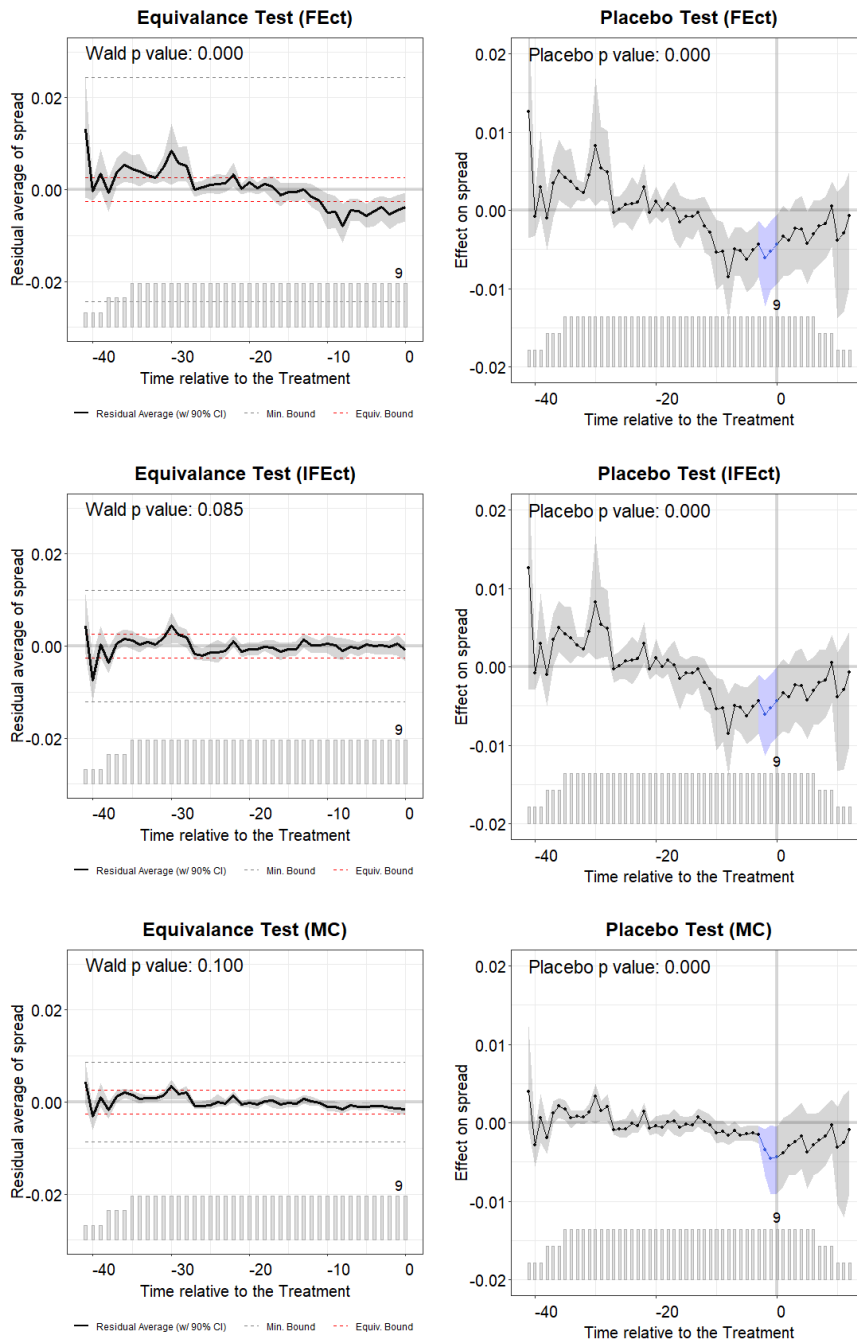 Equivalance Test (FEct)
Wald p value: 0.000
Residual average of spread
0.02
0.00
-0.02
9
-40
-30
-20
-10
0
Time relative to the Treatment
Residual Average (w/ 90% CI)
Min. Bound
Equiv. Bound
Placebo Test (FEct)
Placebo p value: 0.000
Effect on spread
0.02
0.01
0.00
-0.01
-0.02
9
-40
-20
0
Time relative to the Treatment
Equivalance Test (IFEct)
Wald p value: 0.085
Residual average of spread
0.02
0.00
-0.02
9
-40
-30
-20
-10
0
Time relative to the Treatment
Residual Average (w/ 90% CI)
Min. Bound
Equiv. Bound
Placebo Test (IFEct)
Placebo p value: 0.000
Effect on spread
0.02
0.01
0.00
-0.01
-0.02
9
-40
-20
0
Time relative to the Treatment
Equivalance Test (MC)
Wald p value: 0.100
Residual average of spread
0.02
0.00
-0.02
9
-40
-30
-20
-10
0
Time relative to the Treatment
Residual Average (w/ 90% CI)
Min. Bound
Equiv. Bound
Placebo Test (MC)
Placebo p value: 0.000
Effect on spread
0.02
0.01
0.00
-0.01
-0.02
9
-40
-20
0
Time relative to the Treatment